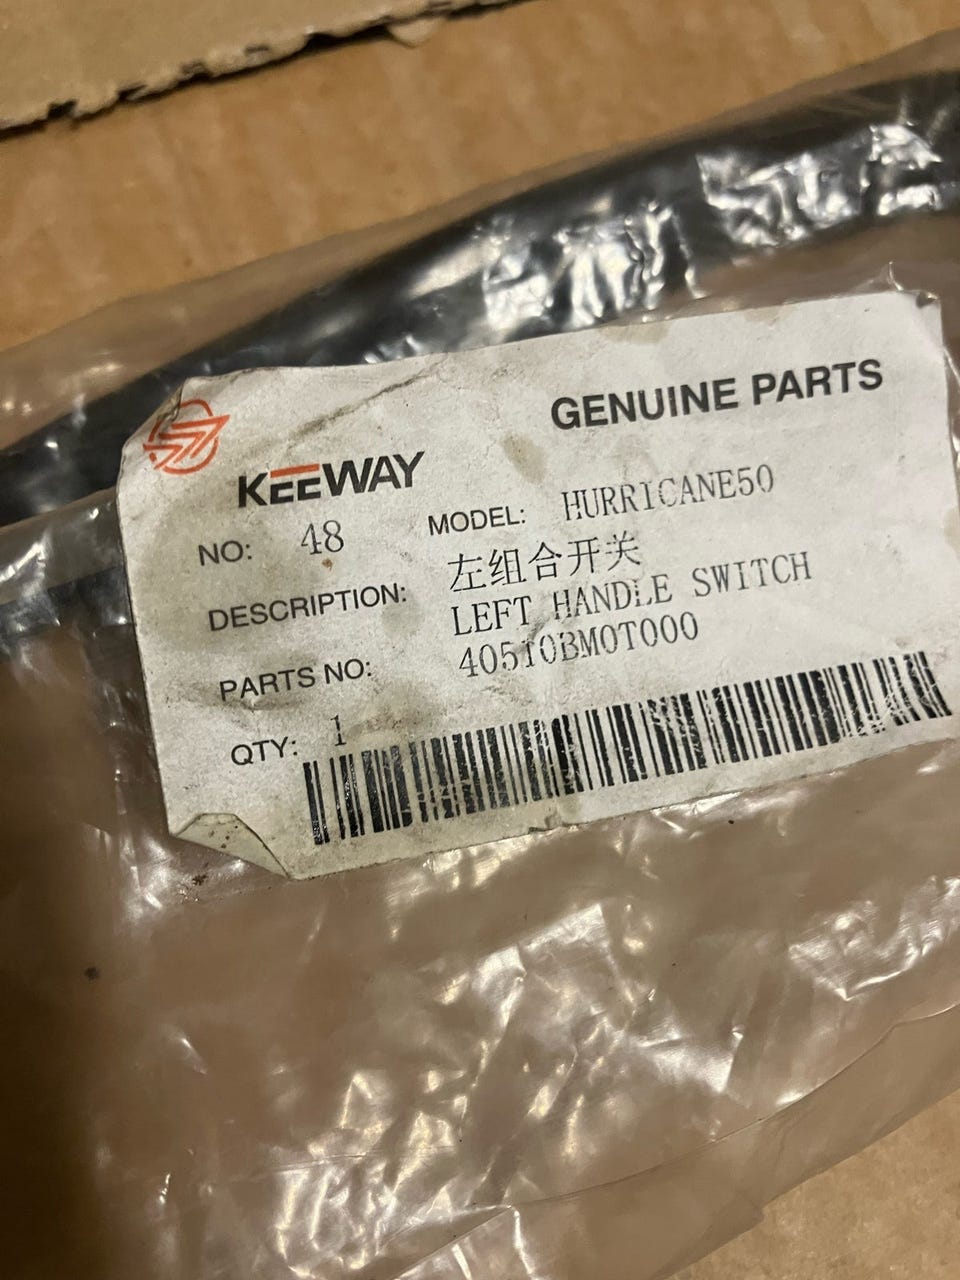 GENUINE PARTS
KEEWAY
NO: 48 MODEL: HURRICANE50
DESCRIPTION: 左组合开关
LEFT HANDLE SWITCH
PARTS NO: 40510BM0T000
QTY: 1